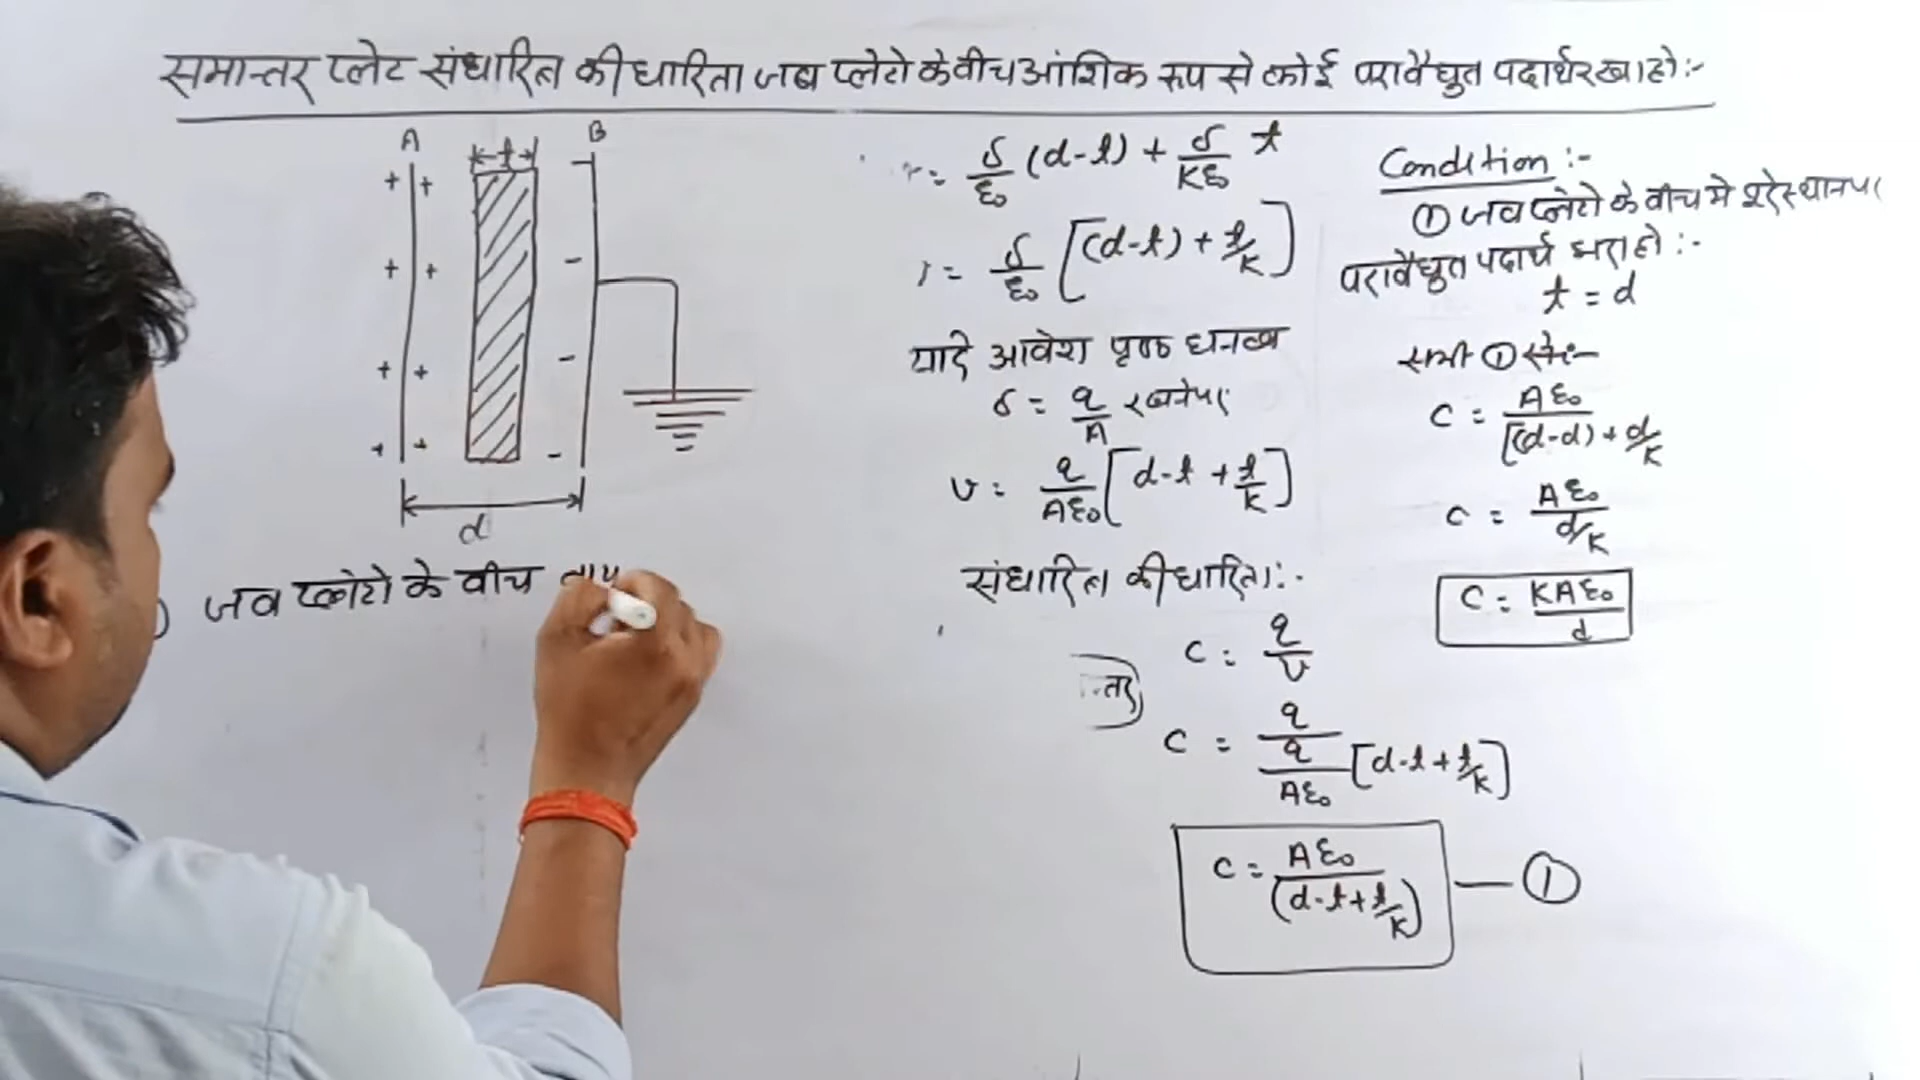 समान्तर प्लेट संधारित्र की धारिता जब प्लेटो के बीच आंशिक रूप से कोई परावैद्युत पदार्थ रखा हो :-
A
B
t
+ +
+ +
+ +
+ +
-
-
-
-
d
जब प्लेटो के बीच
= σ/ε₀ (d-t) + σ/Kε₀ t
= σ/ε₀ [(d-t) + t/K]
यदि आवेश पृष्ठ घनत्व
σ = q/A रखने पर
V = q/Aε₀ [d-t + t/K]
संधारित्र की धारिता :-
C = q/V
C = q / q/Aε₀ [d-t + t/K]
C = Aε₀/(d-t+t/K) — ①
Condition :-
① जब प्लेटो के बीच मे पूरे स्थान पर
परावैद्युत पदार्थ भरा हो :-
t = d
समी ① से :-
C = Aε₀/[(d-d) + d/K
C = Aε₀/d/K
C = KAε₀/d